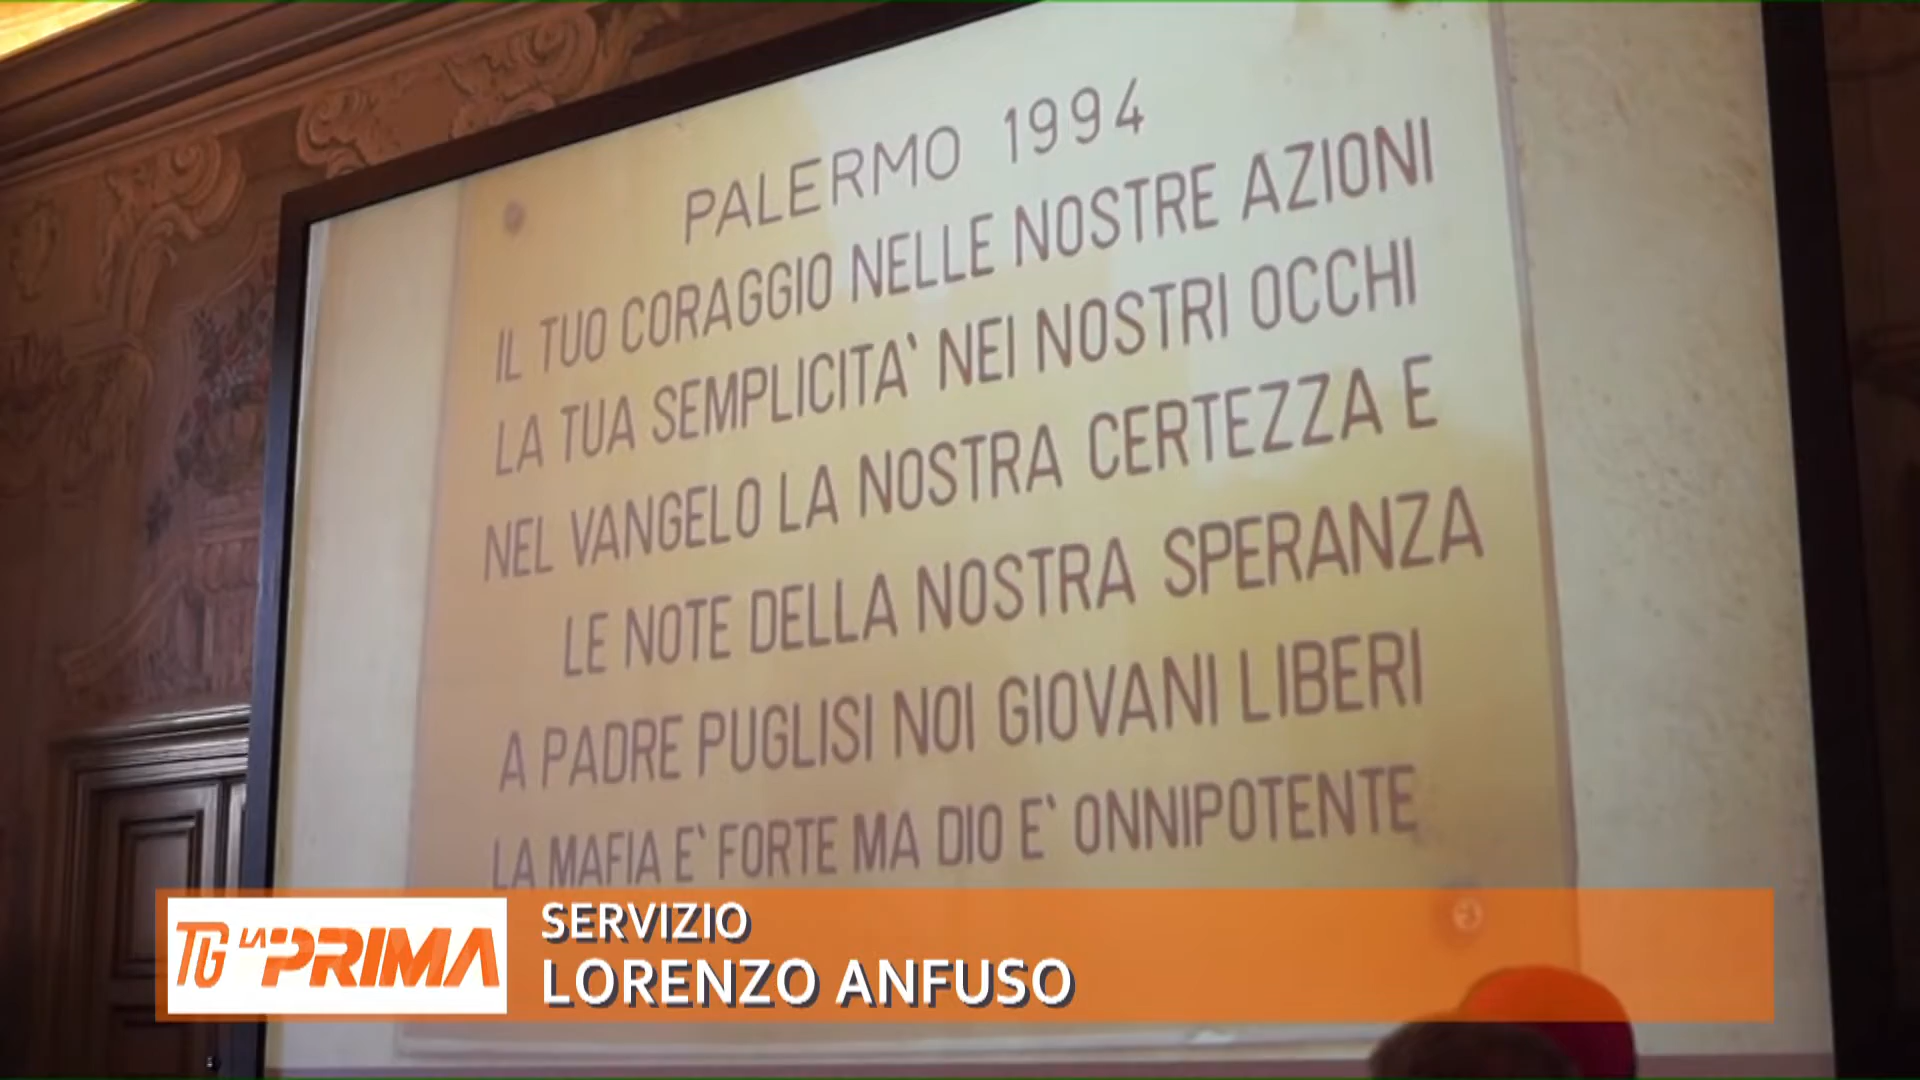 PALERMO 1994
IL TUO CORAGGIO NELLE NOSTRE AZIONI
LA TUA SEMPLICITA' NEI NOSTRI OCCHI
NEL VANGELO LA NOSTRA CERTEZZA E
LE NOTE DELLA NOSTRA SPERANZA
A PADRE PUGLISI NOI GIOVANI LIBERI
LA MAFIA E' FORTE MA DIO E' ONNIPOTENTE
TG LA PRIMA
SERVIZIO
LORENZO ANFUSO